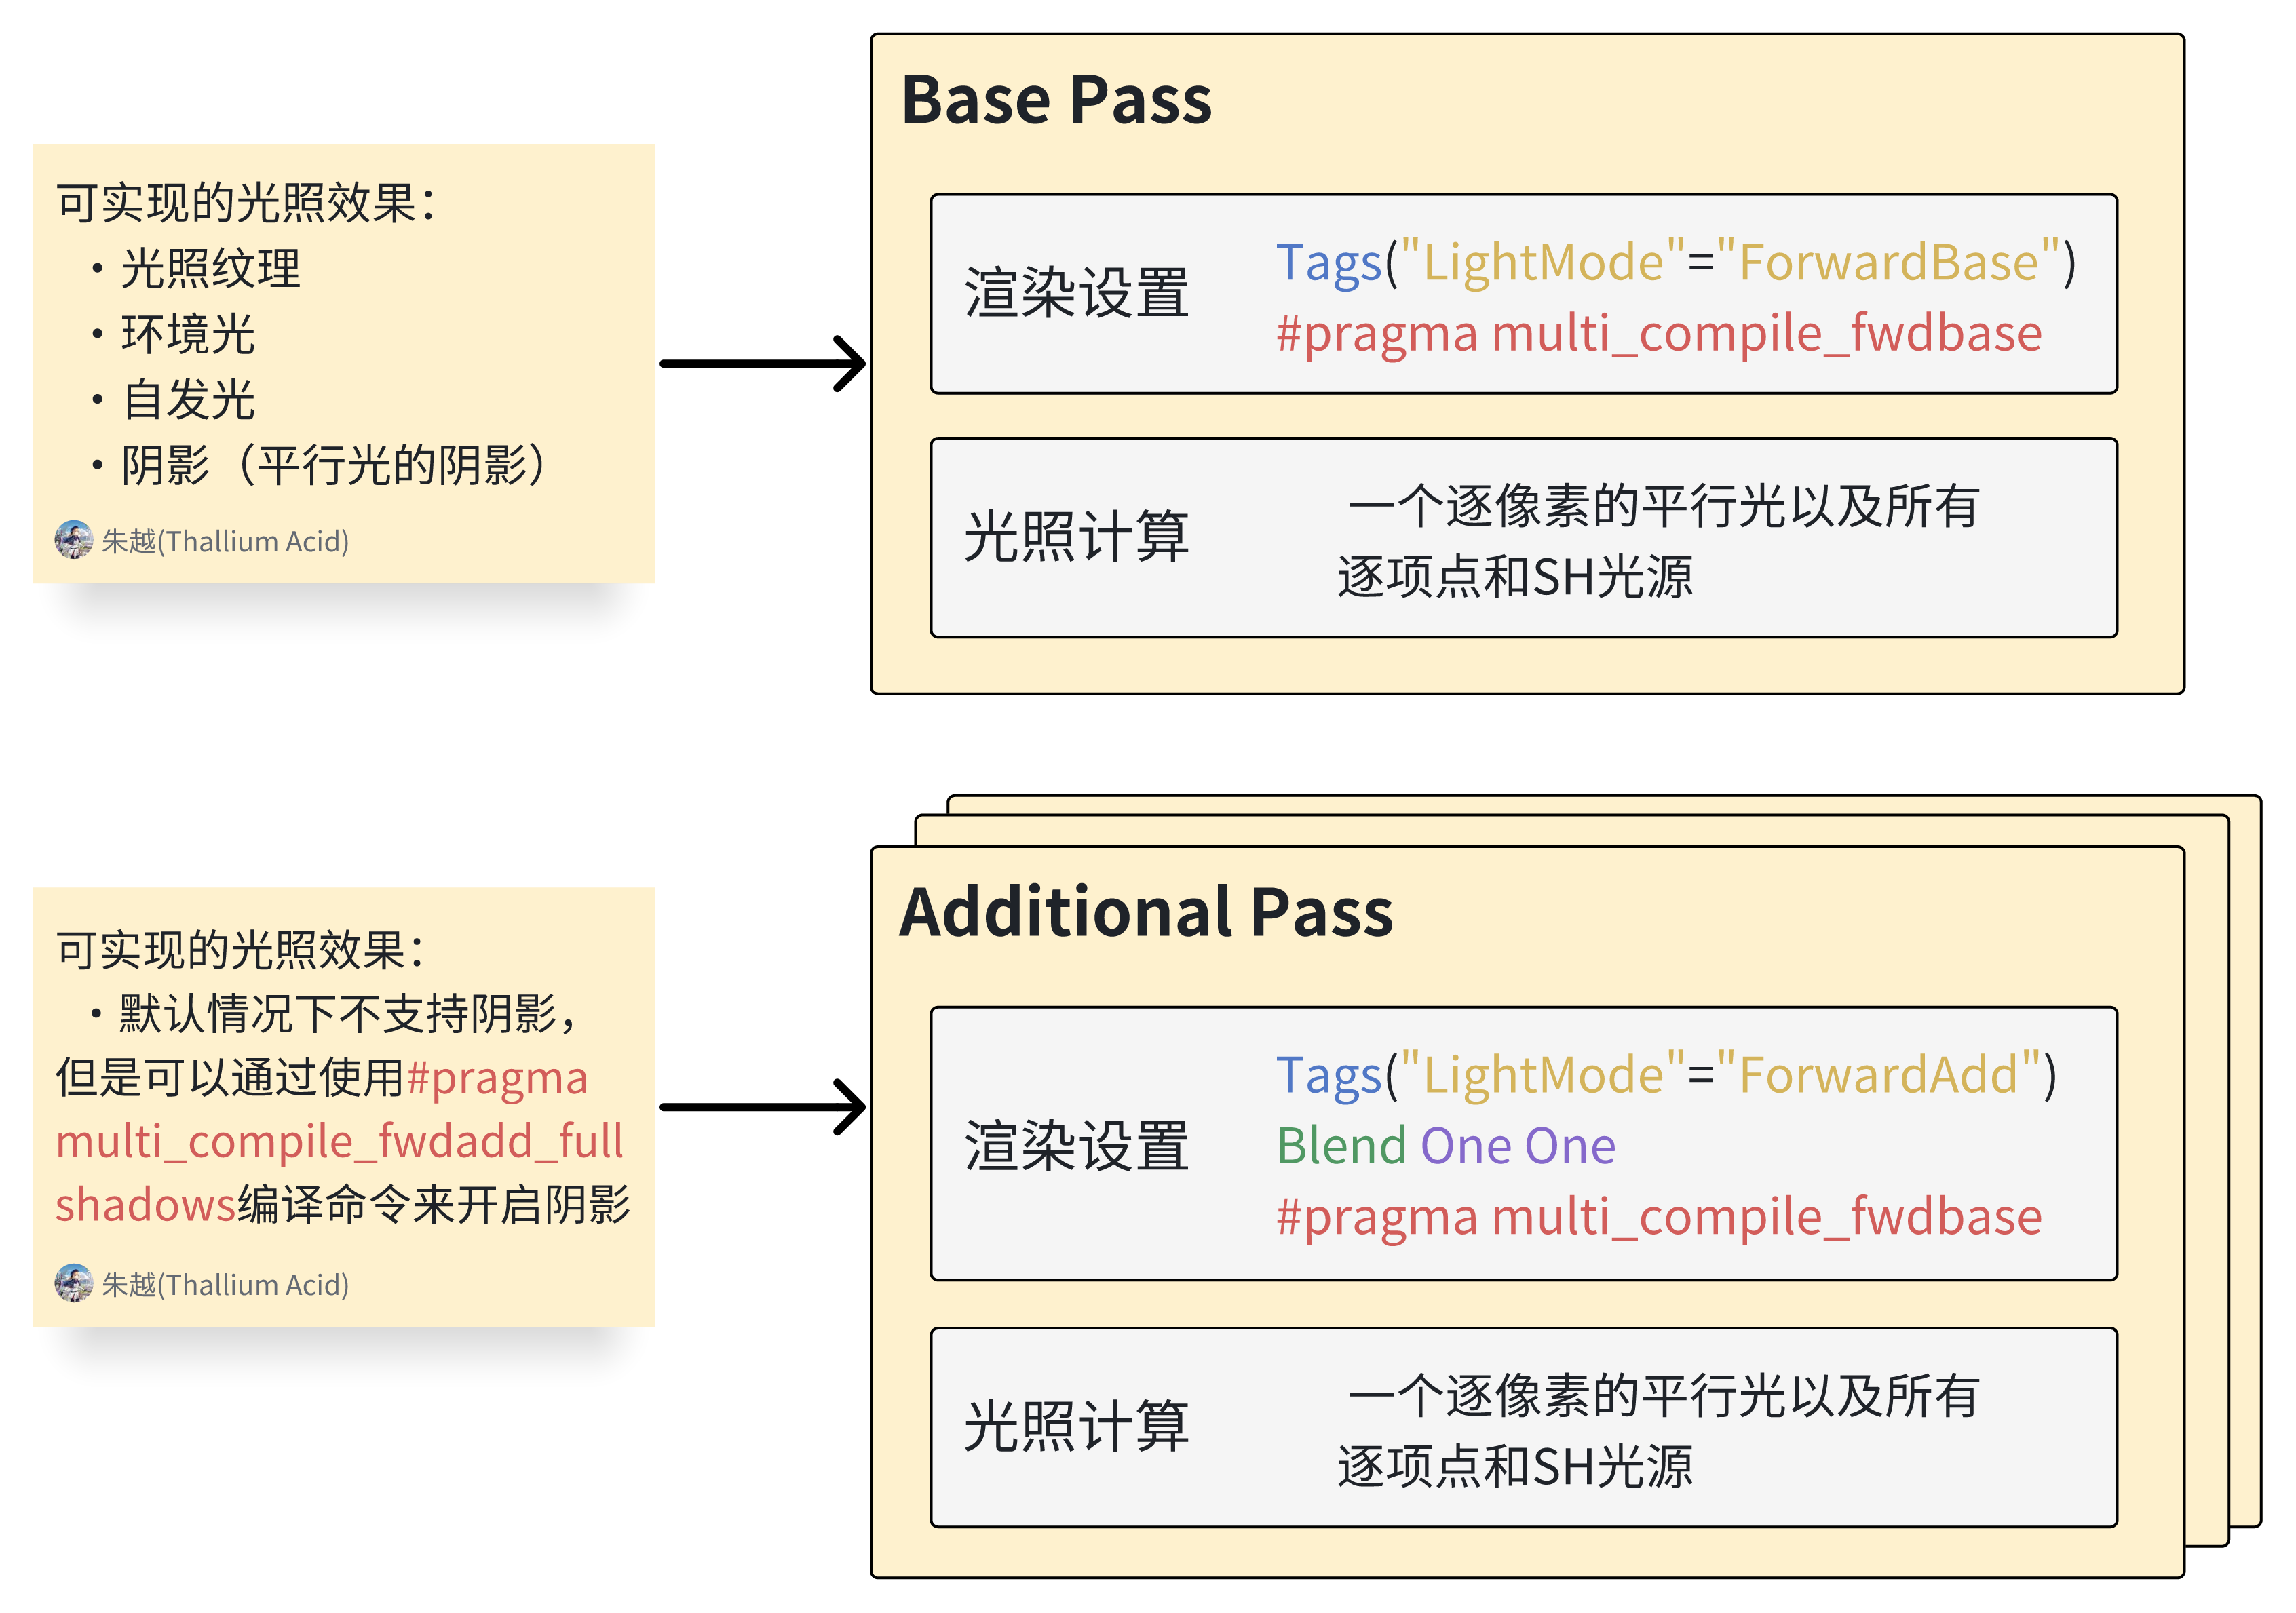 Base Pass
可实现的光照效果：
• 光照纹理
• 环境光
• 自发光
• 阴影（平行光的阴影）
朱越(Thallium Acid)
渲染设置
Tags("LightMode"="ForwardBase")
#pragma multi_compile_fwdbase
光照计算
一个逐像素的平行光以及所有
逐项点和SH光源
Additional Pass
可实现的光照效果：
• 默认情况下不支持阴影，
但是可以通过使用#pragma
multi_compile_fwdadd_full
shadows编译命令来开启阴影
朱越(Thallium Acid)
渲染设置
Tags("LightMode"="ForwardAdd")
Blend One One
#pragma multi_compile_fwdbase
光照计算
一个逐像素的平行光以及所有
逐项点和SH光源